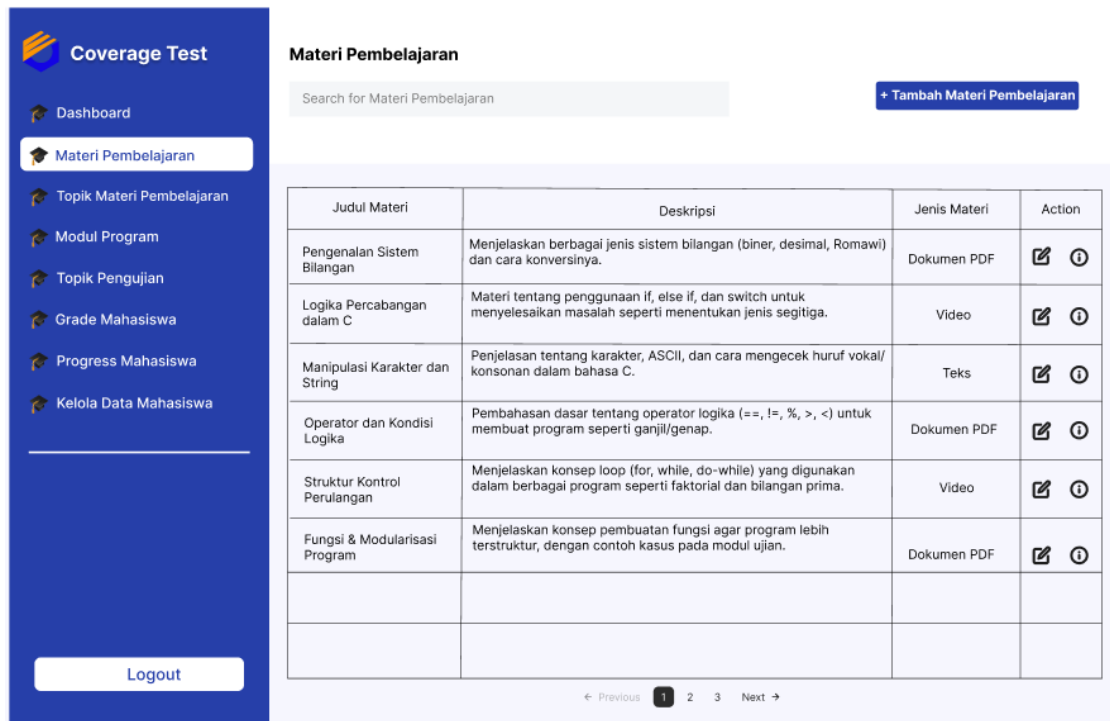 Coverage Test
Dashboard
Materi Pembelajaran
Topik Materi Pembelajaran
Modul Program
Topik Pengujian
Grade Mahasiswa
Progress Mahasiswa
Kelola Data Mahasiswa
Logout
Materi Pembelajaran
Search for Materi Pembelajaran
+ Tambah Materi Pembelajaran
Judul Materi
Deskripsi
Jenis Materi
Action
Pengenalan Sistem
Bilangan
Menjelaskan berbagai jenis sistem bilangan (biner, desimal, Romawi)
dan cara konversinya.
Dokumen PDF
Logika Percabangan
dalam C
Materi tentang penggunaan if, else if, dan switch untuk
menyelesaikan masalah seperti menentukan jenis segitiga.
Video
Manipulasi Karakter dan
String
Penjelasan tentang karakter, ASCII, dan cara mengecek huruf vokal/
konsonan dalam bahasa C.
Teks
Operator dan Kondisi
Logika
Pembahasan dasar tentang operator logika (==, !=, %, >, <) untuk
membuat program seperti ganjil/genap.
Dokumen PDF
Struktur Kontrol
Perulangan
Menjelaskan konsep loop (for, while, do-while) yang digunakan
dalam berbagai program seperti faktorial dan bilangan prima.
Video
Fungsi & Modularisasi
Program
Menjelaskan konsep pembuatan fungsi agar program lebih
terstruktur, dengan contoh kasus pada modul ujian.
Dokumen PDF
← Previous 1 2 3 Next →